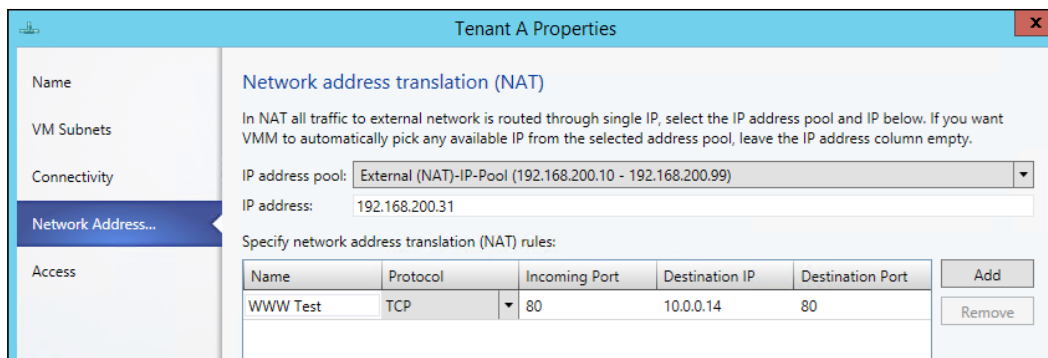 Tenant A Properties
x
Name
VM Subnets
Connectivity
Network Address...
Access
Network address translation (NAT)
In NAT all traffic to external network is routed through single IP, select the IP address pool and IP below. If you want
VMM to automatically pick any available IP from the selected address pool, leave the IP address column empty.
IP address pool: External (NAT)-IP-Pool (192.168.200.10 - 192.168.200.99)
IP address: 192.168.200.31
Specify network address translation (NAT) rules:
Name Protocol Incoming Port Destination IP Destination Port Add
WWW Test TCP 80 10.0.0.14 80 Remove